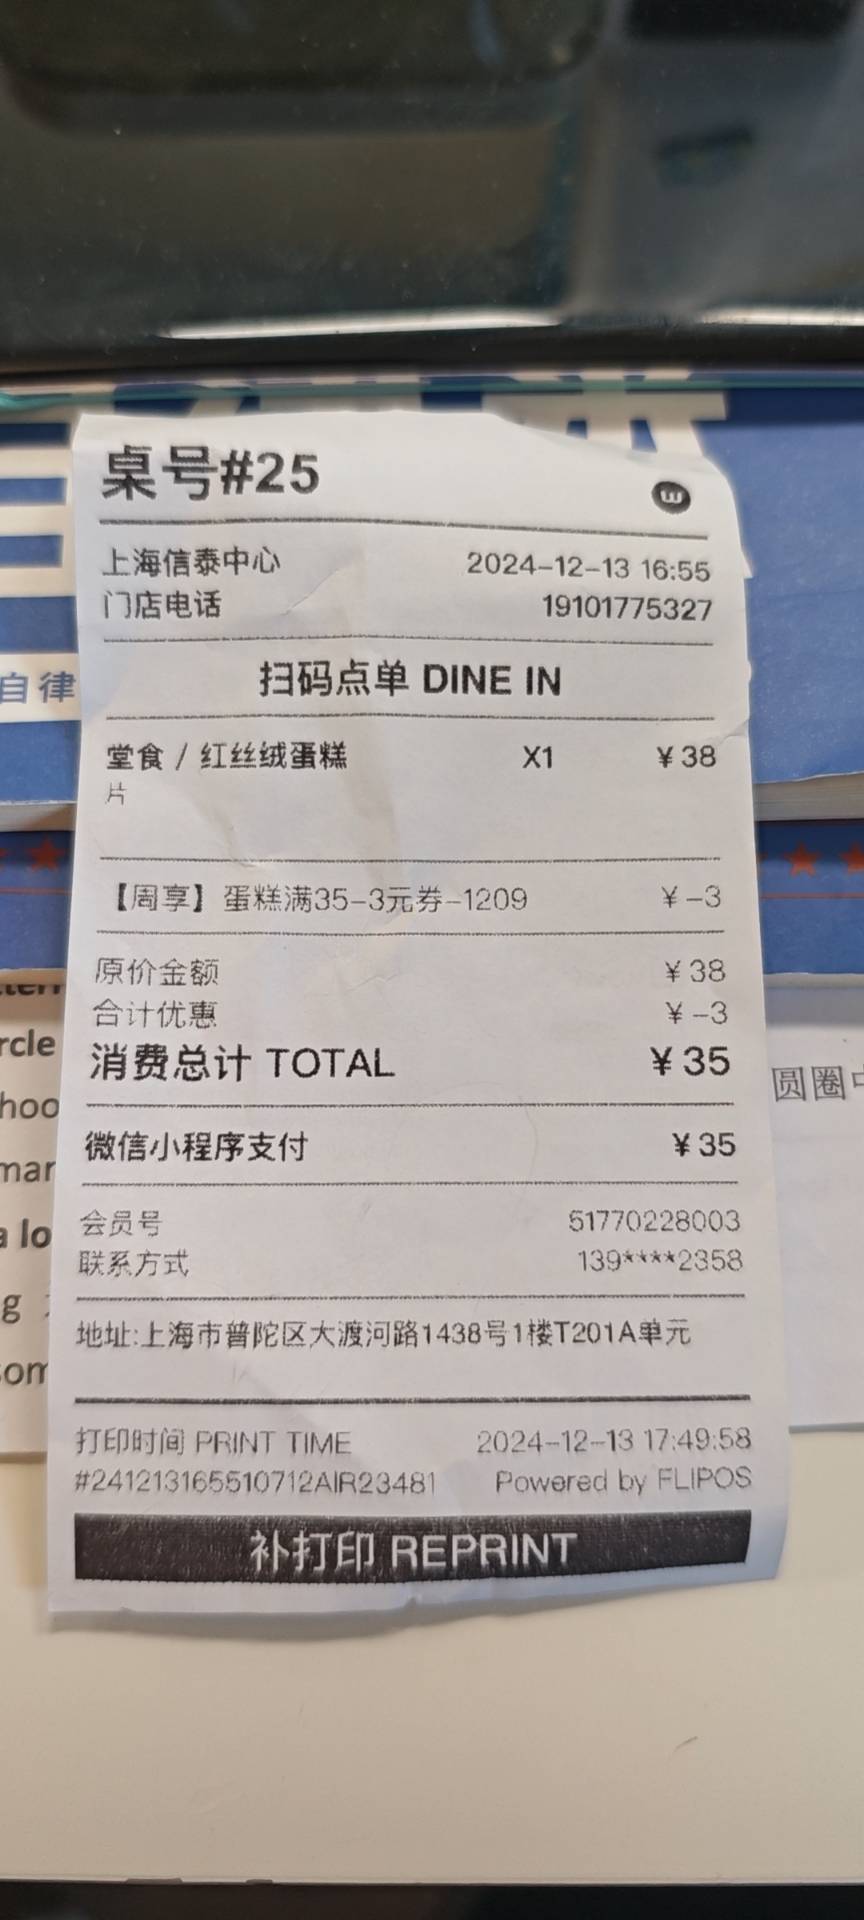 桌号#25
上海信泰中心 2024-12-13 16:55
门店电话 19101775327
扫码点单 DINE IN
堂食 / 红丝绒蛋糕 X1 ¥38
片
【周享】蛋糕满35-3元券-1209 ¥-3
原价金额 ¥38
合计优惠 ¥-3
消费总计 TOTAL ¥35
微信小程序支付 ¥35
会员号 51770228003
联系方式 139****2358
地址:上海市普陀区大渡河路1438号1楼T201A单元
打印时间 PRINT TIME 2024-12-13 17:49:58
#241213165510712AIR23481 Powered by FLIPOS
补打印 REPRINT
自律
rcle
hoo
mar
a lo
g
som
圆圈